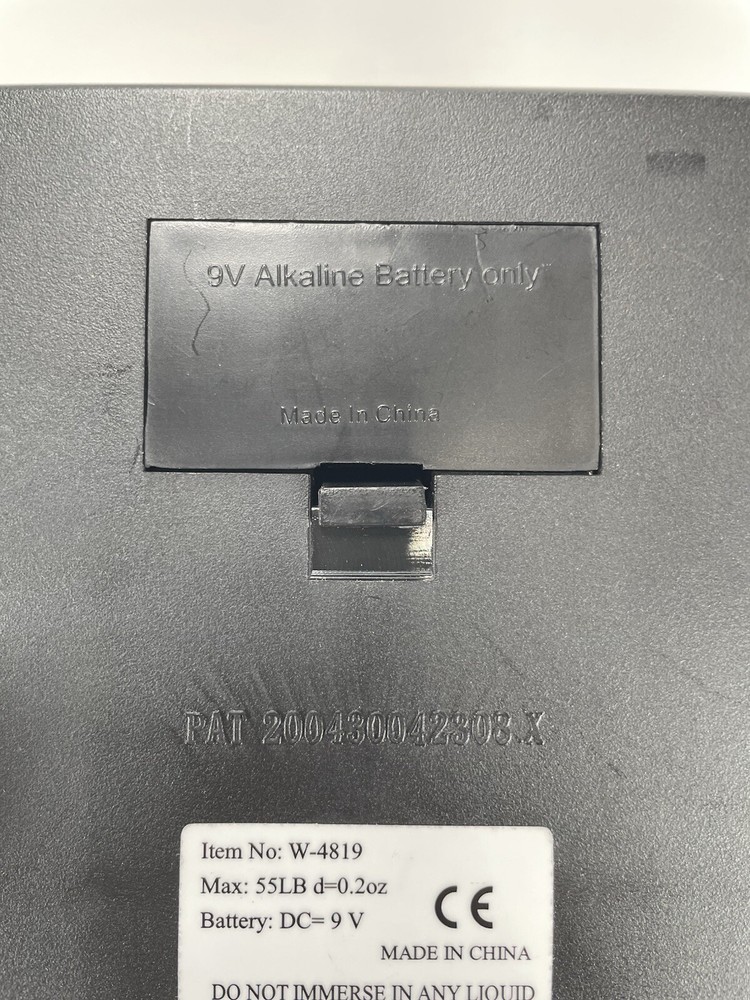 9V Alkaline Battery only
Made In China
PAT 200430042308.X
Item No: W-4819
Max: 55LB d=0.2oz
Battery: DC= 9 V
CE
MADE IN CHINA
DO NOT IMMERSE IN ANY LIQUID